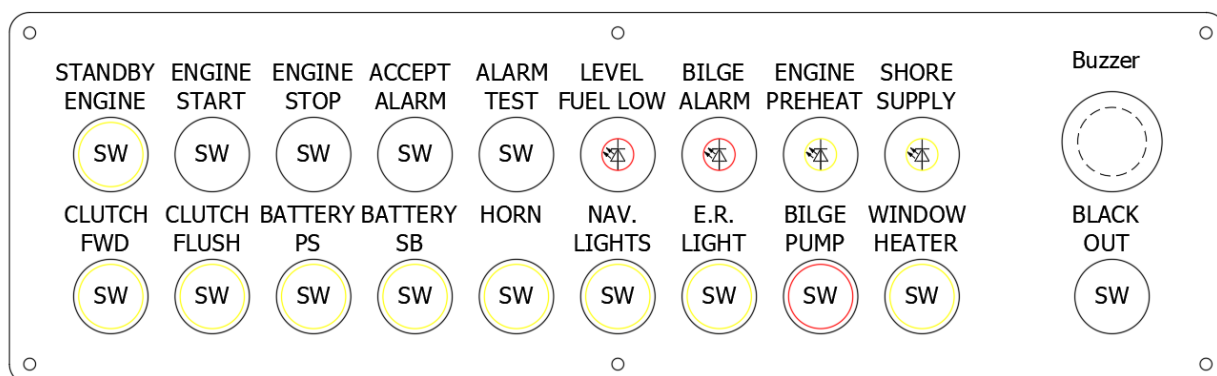 STANDBY ENGINE ENGINE ACCEPT ALARM LEVEL BILGE ENGINE SHORE Buzzer
ENGINE START STOP ALARM TEST FUEL LOW ALARM PREHEAT SUPPLY
SW SW SW SW SW
CLUTCH CLUTCH BATTERY BATTERY HORN NAV. E.R. BILGE WINDOW BLACK
FWD FLUSH PS SB LIGHTS LIGHT PUMP HEATER OUT
SW SW SW SW SW SW SW SW SW SW